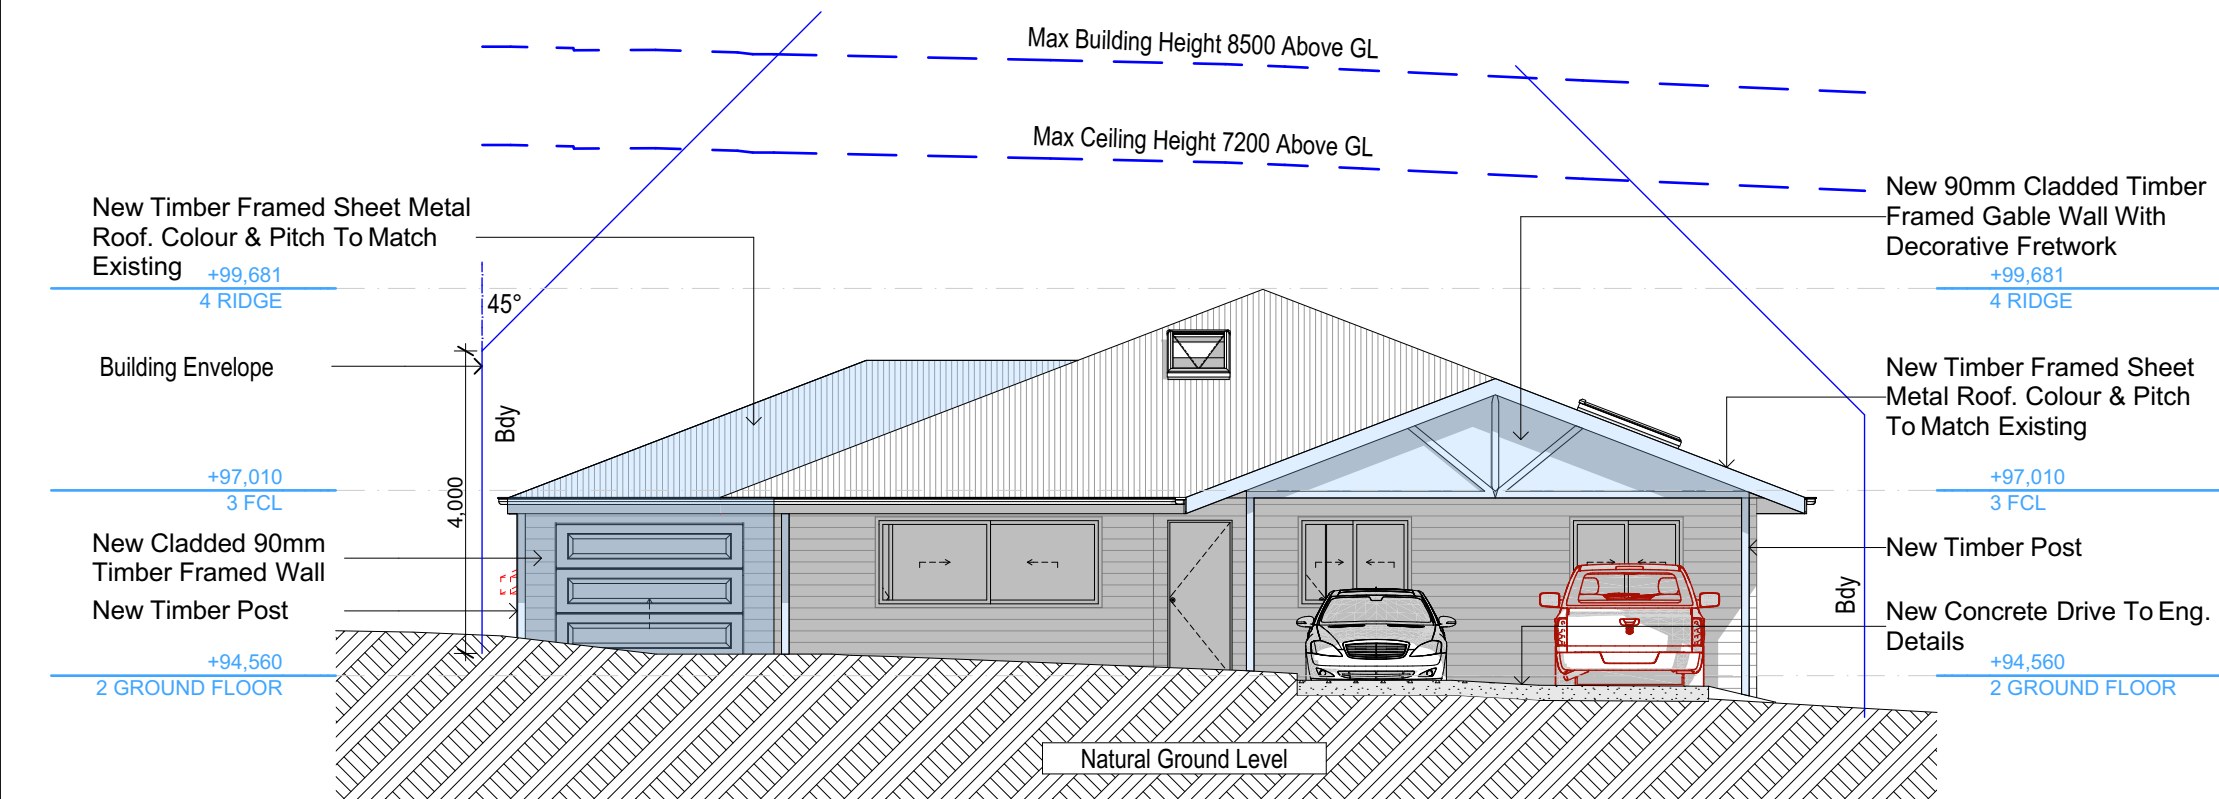 Max Building Height 8500 Above GL
Max Ceiling Height 7200 Above GL
New Timber Framed Sheet Metal
Roof. Colour & Pitch To Match
Existing
+99,681
4 RIDGE
45°
Building Envelope
Bdy
4,000
+97,010
3 FCL
New Cladded 90mm
Timber Framed Wall
New Timber Post
+94,560
2 GROUND FLOOR
New 90mm Cladded Timber
Framed Gable Wall With
Decorative Fretwork
+99,681
4 RIDGE
New Timber Framed Sheet
Metal Roof. Colour & Pitch
To Match Existing
+97,010
3 FCL
New Timber Post
Bdy
New Concrete Drive To Eng.
Details
+94,560
2 GROUND FLOOR
Natural Ground Level